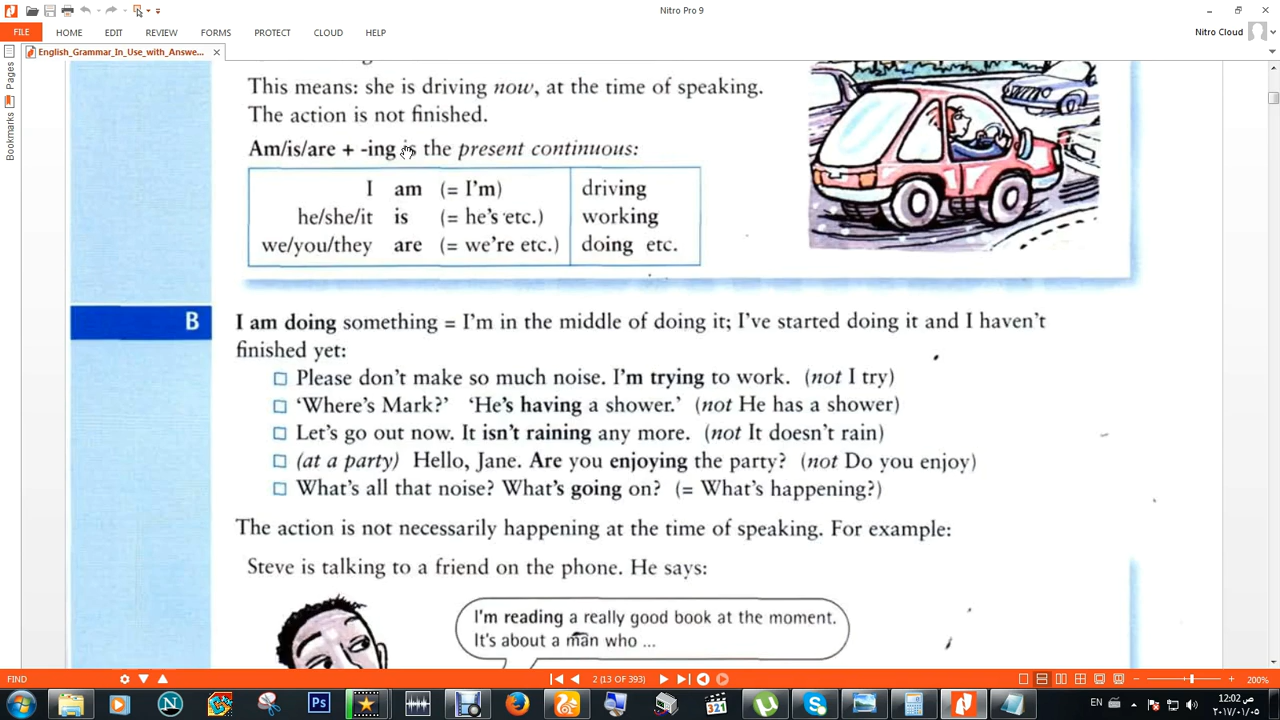 Nitro Pro 9
FILE HOME EDIT REVIEW FORMS PROTECT CLOUD HELP Nitro Cloud
English_Grammar_In_Use_with_Answe...
Pages
Bookmarks
This means: she is driving now, at the time of speaking.
The action is not finished.
Am/is/are + -ing is the present continuous:
I am (= I'm) driving
he/she/it is (= he's etc.) working
we/you/they are (= we're etc.) doing etc.
B
I am doing something = I'm in the middle of doing it; I've started doing it and I haven't
finished yet:
Please don't make so much noise. I'm trying to work. (not I try)
‘Where's Mark?’ ‘He's having a shower.’ (not He has a shower)
Let's go out now. It isn't raining any more. (not It doesn't rain)
(at a party) Hello, Jane. Are you enjoying the party? (not Do you enjoy)
What's all that noise? What's going on? (= What's happening?)
The action is not necessarily happening at the time of speaking. For example:
Steve is talking to a friend on the phone. He says:
I'm reading a really good book at the moment.
It's about a man who ...
FIND 2 (13 OF 393) 200%
Ps 321 EN 12:02 ص
٢٠١٧/٠١/٠٥